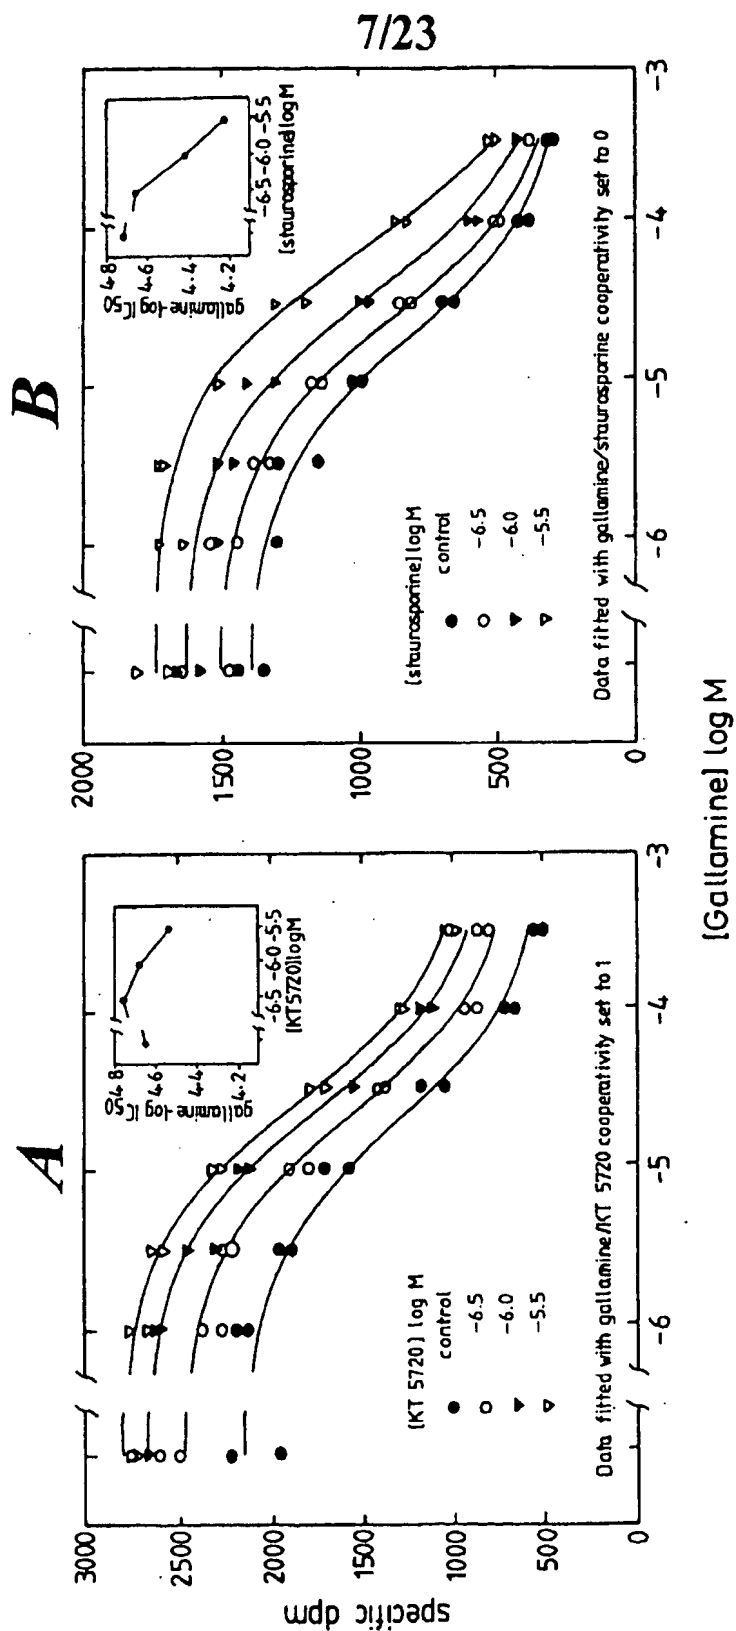 7/23
A
3000
2500
2000
1500
1000
500
0
specific dpm
-6
-5
-4
-3
[KT 5720] log M
control
-6.5
-6.0
-5.5
Data fitted with gallamine/KT 5720 cooperativity set to 1
gallamine -log IC50
4.8
4.6
4.4
4.2
-6.5 -6.0 -5.5
[KT5720]logM
B
2000
1500
1000
500
0
-6
-5
-4
-3
[staurosporine] log M
control
-6.5
-6.0
-5.5
Data fitted with gallamine/staurosporine cooperativity set to 0
gallamine -log IC50
4.8
4.6
4.4
4.2
-6.5 -6.0 -5.5
[staurosporine] log M
[Gallamine] log M